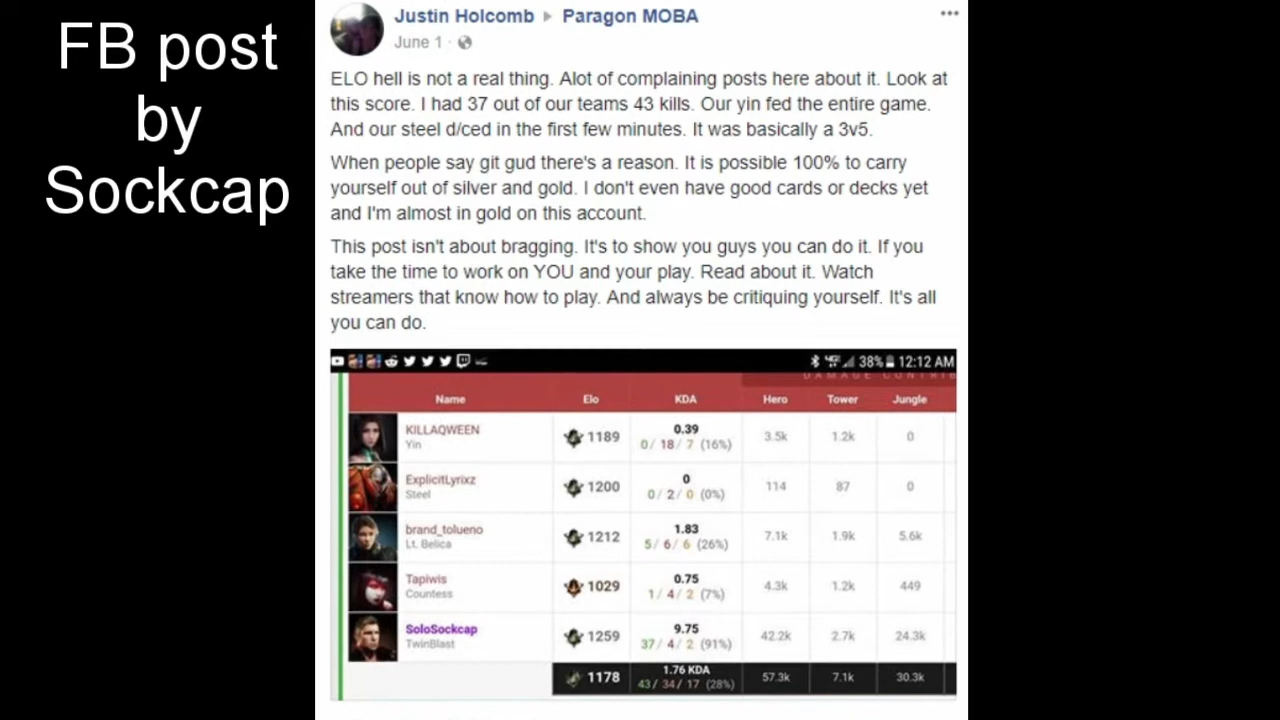 FB post
by
Sockcap
Justin Holcomb ▸ Paragon MOBA
June 1 ·
ELO hell is not a real thing. Alot of complaining posts here about it. Look at
this score. I had 37 out of our teams 43 kills. Our yin fed the entire game.
And our steel d/ced in the first few minutes. It was basically a 3v5.
When people say git gud there's a reason. It is possible 100% to carry
yourself out of silver and gold. I don't even have good cards or decks yet
and I'm almost in gold on this account.
This post isn't about bragging. It's to show you guys you can do it. If you
take the time to work on YOU and your play. Read about it. Watch
streamers that know how to play. And always be critiquing yourself. It's all
you can do.
38% 12:12 AM
DAMAGE CONTRIB
Name Elo KDA Hero Tower Jungle
KILLAQWEEN
Yin
1189
0.39
0/ 18/ 7 (16%)
3.5k 1.2k 0
ExplicitLyrixz
Steel
1200
0
0/ 2/ 0 (0%)
114 87 0
brand_tolueno
Lt. Belica
1212
1.83
5/ 6/ 6 (26%)
7.1k 1.9k 5.6k
Tapiwis
Countess
1029
0.75
1/ 4/ 2 (7%)
4.3k 1.2k 449
SoloSockcap
TwinBlast
1259
9.75
37/ 4/ 2 (91%)
42.2k 2.7k 24.3k
1178
1.76 KDA
43/ 34/ 17 (28%)
57.3k 7.1k 30.3k